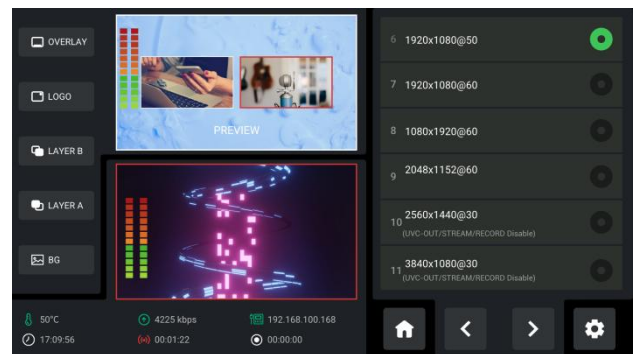 OVERLAY
LOGO
LAYER B
LAYER A
BG
PREVIEW
50°C
17:09:56
4225 kbps
00:01:22
192.168.100.168
00:00:00
6 1920x1080@50
7 1920x1080@60
8 1080x1920@60
9 2048x1152@60
10 2560x1440@30
(UVC-OUT/STREAM/RECORD Disable)
11 3840x1080@30
(UVC-OUT/STREAM/RECORD Disable)